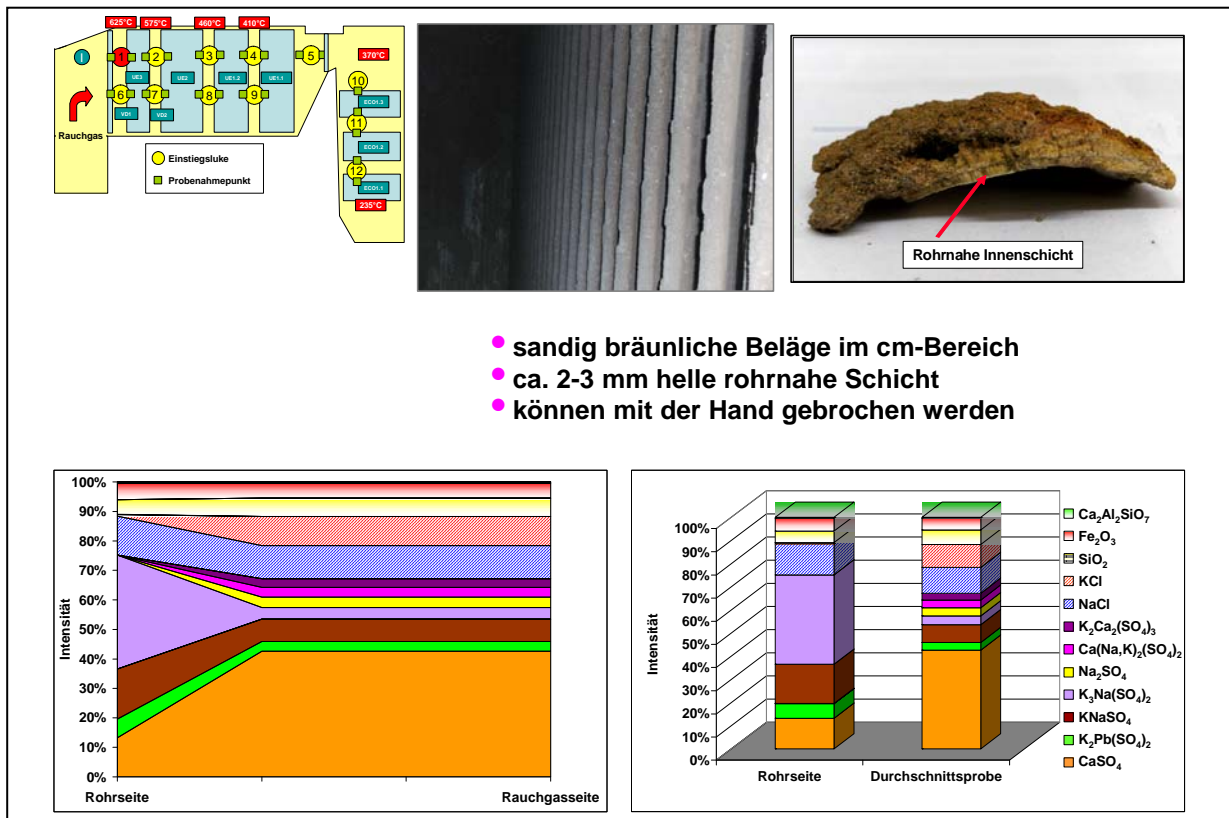 625°C 575°C 460°C 410°C
I 1 2 3 4 5 370°C
UE3 UE2 UE1.2 UE1.1
10
6 7 8 9 ECO1.3
VD1 VD2
Rauchgas
11
ECO1.2
Einstiegsluke
Probenahmepunkt
12
ECO1.1
235°C
Rohrnahe Innenschicht
• sandig bräunliche Beläge im cm-Bereich
• ca. 2-3 mm helle rohrnahe Schicht
• können mit der Hand gebrochen werden
100%
90%
80%
70%
60%
50%
40%
30%
20%
10%
0%
Intensität
Rohrseite Rauchgasseite
100%
90%
80%
70%
60%
50%
40%
30%
20%
10%
0%
Intensität
Rohrseite Durchschnittsprobe
Ca₂Al₂SiO₇
Fe₂O₃
SiO₂
KCl
NaCl
K₂Ca₂(SO₄)₃
Ca(Na,K)₂(SO₄)₂
Na₂SO₄
K₃Na(SO₄)₂
KNaSO₄
K₂Pb(SO₄)₂
CaSO₄